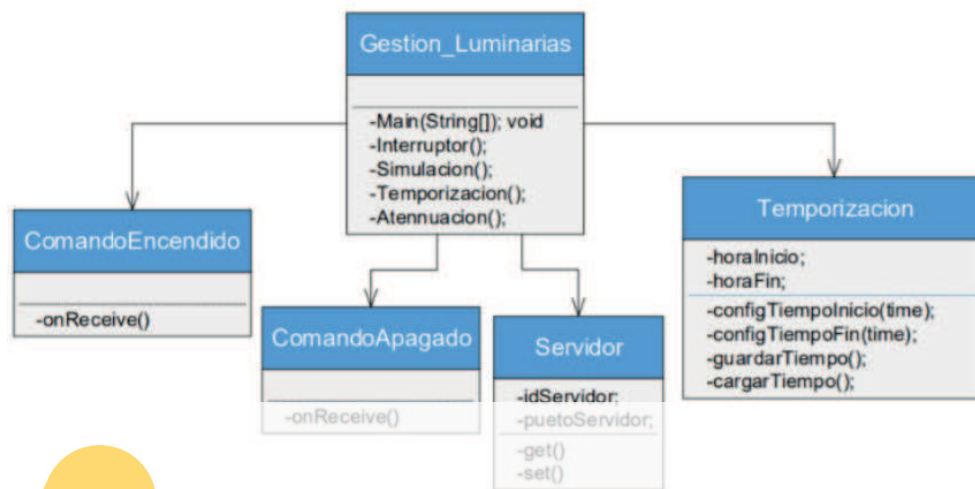 Gestion_Luminarias
-Main(String[]); void
-Interruptor();
-Simulacion();
-Temporizacion();
-Atennuacion();
ComandoEncendido
-onReceive()
ComandoApagado
-onReceive()
Servidor
-idServidor;
-puetoServidor;
-get()
-set()
Temporizacion
-horaInicio;
-horaFin;
-configTiempoInicio(time);
-configTiempoFin(time);
-guardarTiempo();
-cargarTiempo();